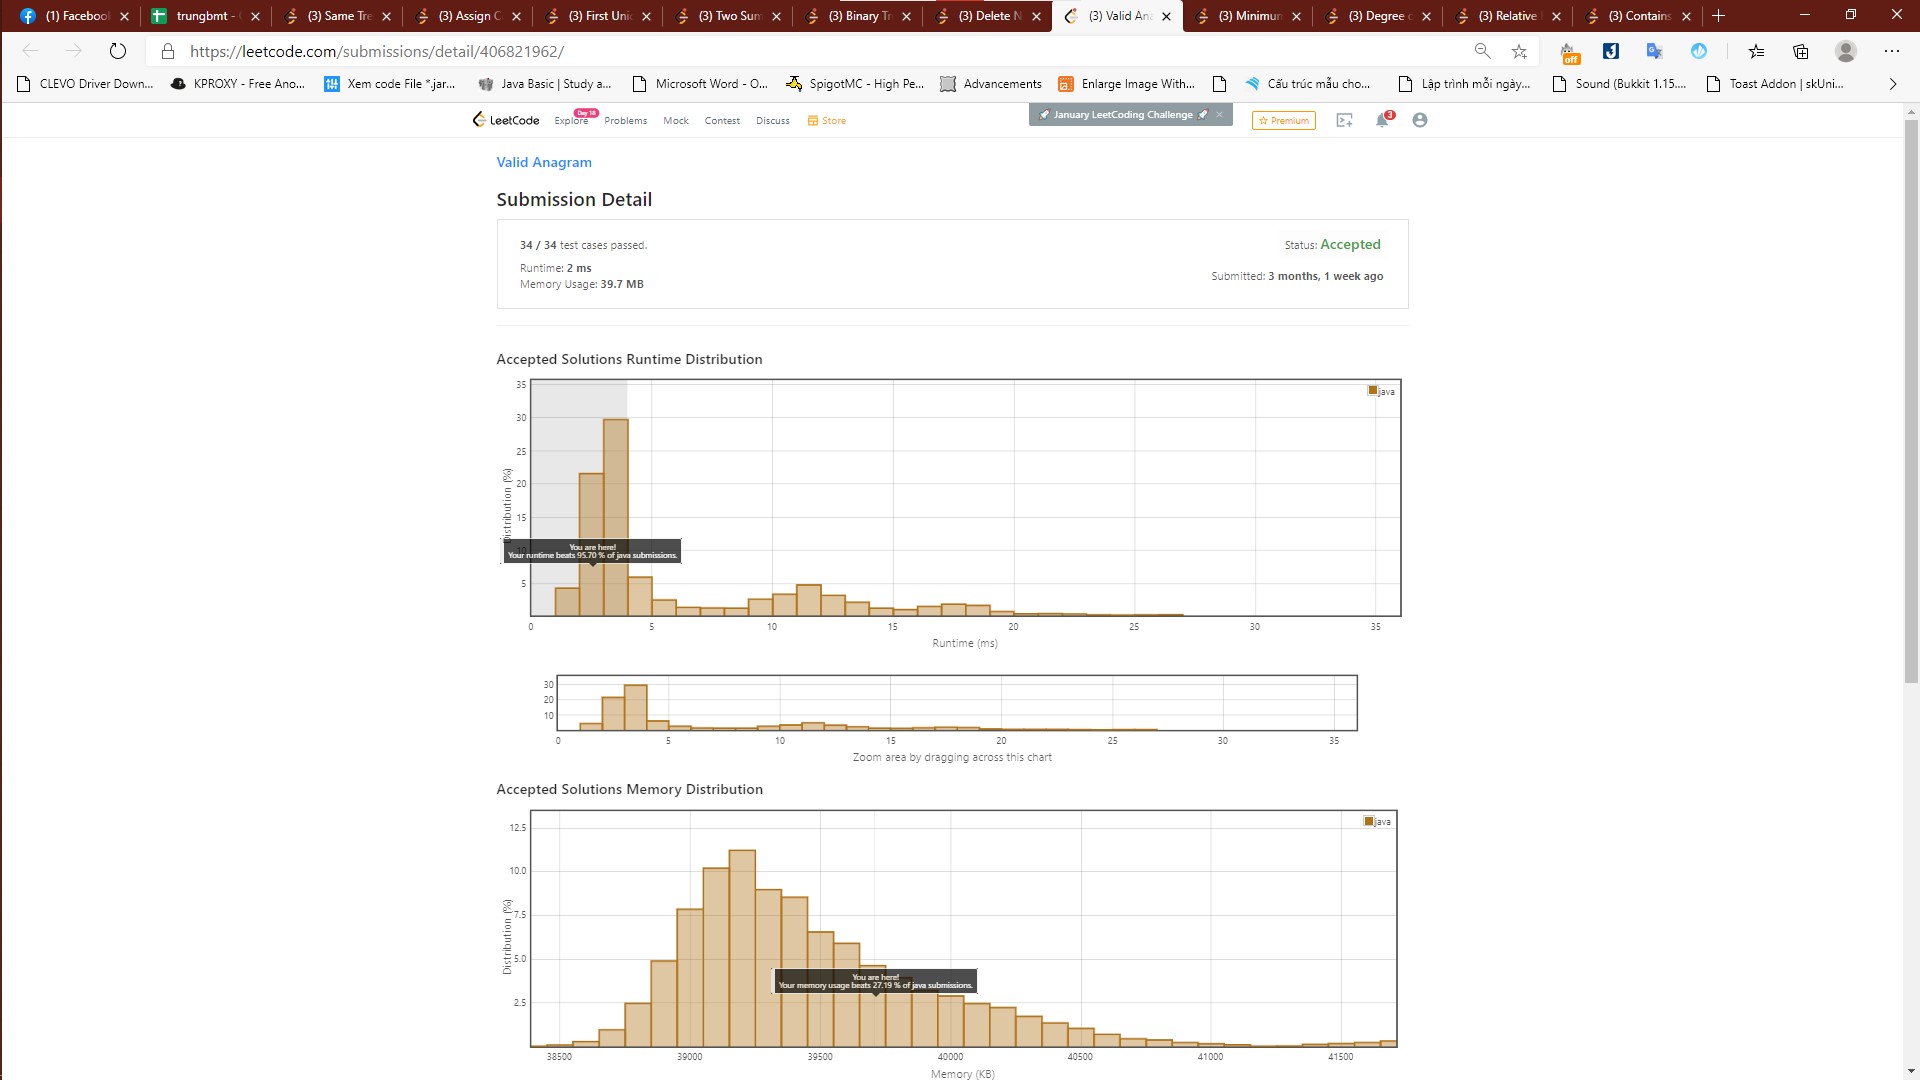 (1) Facebook
trungbmt -
(3) Same Tre
(3) Assign C
(3) First Uni
(3) Two Sum
(3) Binary T
(3) Delete N
(3) Valid Ana
(3) Minimum
(3) Degree o
(3) Relative
(3) Contains
https://leetcode.com/submissions/detail/406821962/
off
CLEVO Driver Down...
KPROXY - Free Ano...
Xem code File *.jar...
Java Basic | Study a...
Microsoft Word - O...
SpigotMC - High Pe...
Advancements
Enlarge Image With...
Cấu trúc mẫu cho...
Lập trình mỗi ngày...
Sound (Bukkit 1.15....
Toast Addon | skUni...
LeetCode
Explore
Day 18
Problems
Mock
Contest
Discuss
Store
January LeetCoding Challenge
Premium
3
Valid Anagram
Submission Detail
34 / 34 test cases passed.
Status: Accepted
Runtime: 2 ms
Submitted: 3 months, 1 week ago
Memory Usage: 39.7 MB
Accepted Solutions Runtime Distribution
java
35
30
25
20
15
10
5
Distribution (%)
You are here!
Your runtime beats 95.70 % of java submissions.
0 5 10 15 20 25 30 35
Runtime (ms)
30
20
10
0 5 10 15 20 25 30 35
Zoom area by dragging across this chart
Accepted Solutions Memory Distribution
java
12.5
10.0
7.5
5.0
2.5
Distribution (%)
You are here!
Your memory usage beats 27.19 % of java submissions.
38500 39000 39500 40000 40500 41000 41500
Memory (KB)